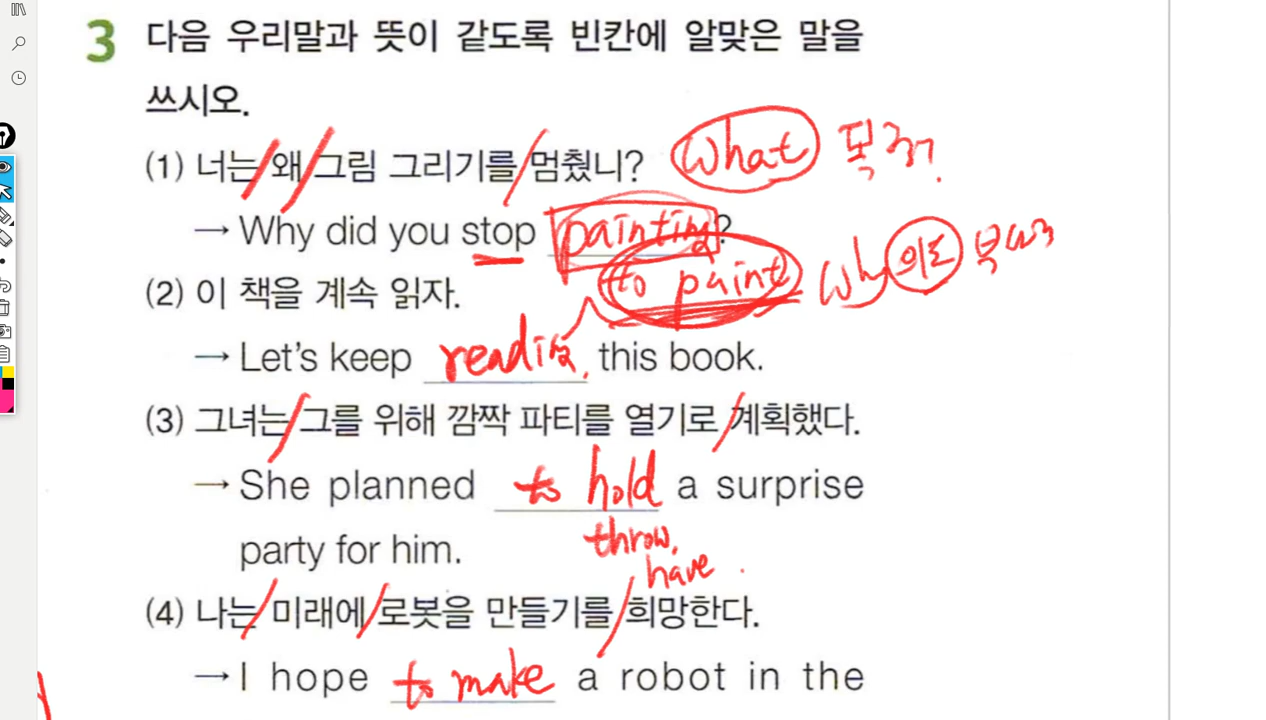 3 다음 우리말과 뜻이 같도록 빈칸에 알맞은 말을
쓰시오.
(1) 너는 왜 그림 그리기를 멈췄니? what
→ Why did you stop painting?
to paint why 의도
(2) 이 책을 계속 읽자.
→ Let's keep reading this book.
(3) 그녀는 그를 위해 깜짝 파티를 열기로 계획했다.
→ She planned to hold a surprise
throw,
party for him.
have
(4) 나는 미래에 로봇을 만들기를 희망한다.
→ I hope to make a robot in the